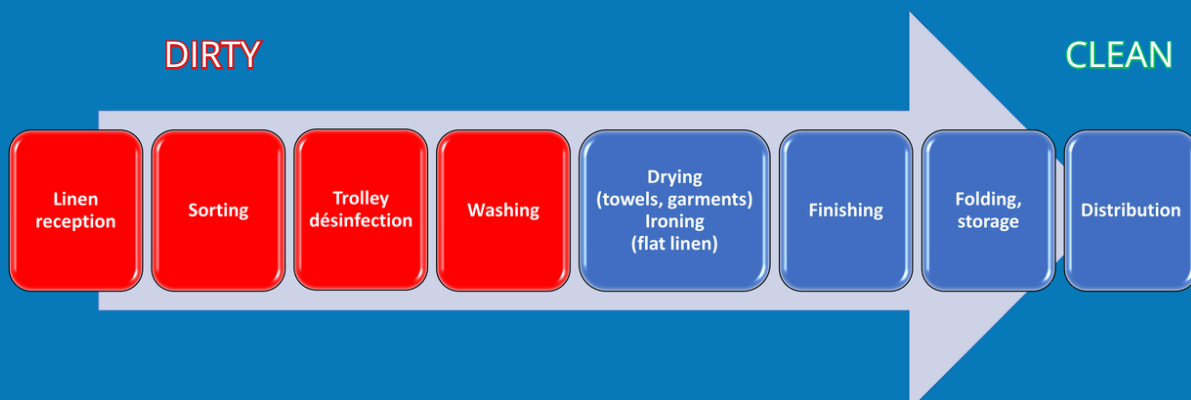 DIRTY
CLEAN
Linen
reception
Sorting
Trolley
désinfection
Washing
Drying
(towels, garments)
Ironing
(flat linen)
Finishing
Folding,
storage
Distribution